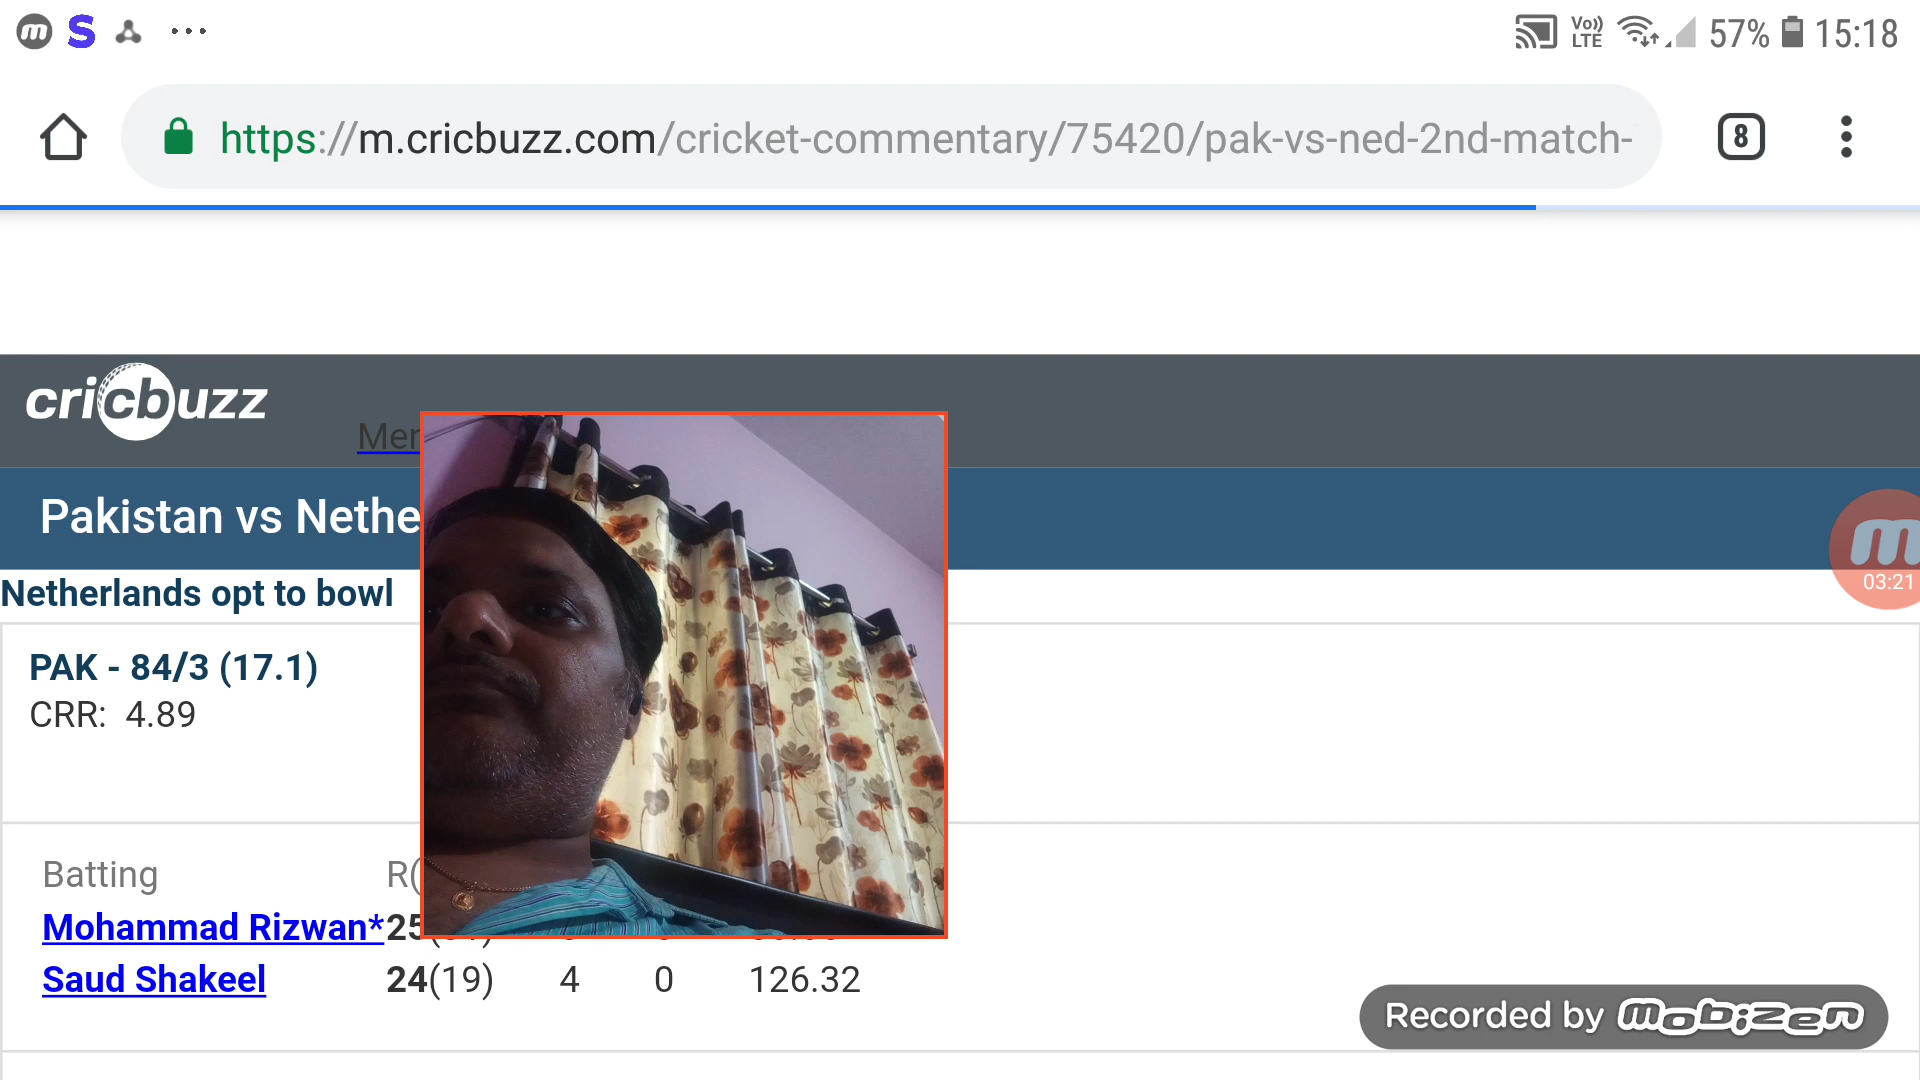 57% 15:18
https://m.cricbuzz.com/cricket-commentary/75420/pak-vs-ned-2nd-match-
8
cricbuzz
Pakistan vs Nethe
03:21
Netherlands opt to bowl
PAK - 84/3 (17.1)
CRR: 4.89
Batting R(
Mohammad Rizwan*25
Saud Shakeel 24(19) 4 0 126.32
Recorded by mobizen